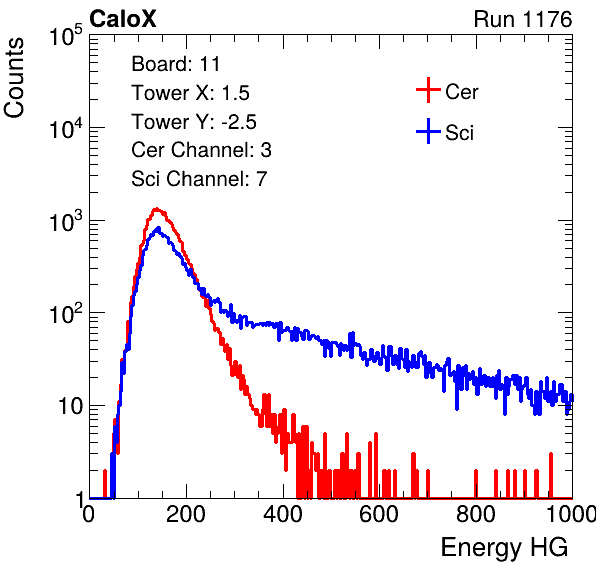 CaloX Run 1176
Counts
10^5
10^4
10^3
10^2
10
1
Board: 11
Tower X: 1.5
Tower Y: -2.5
Cer Channel: 3
Sci Channel: 7
Cer
Sci
0 200 400 600 800 1000
Energy HG